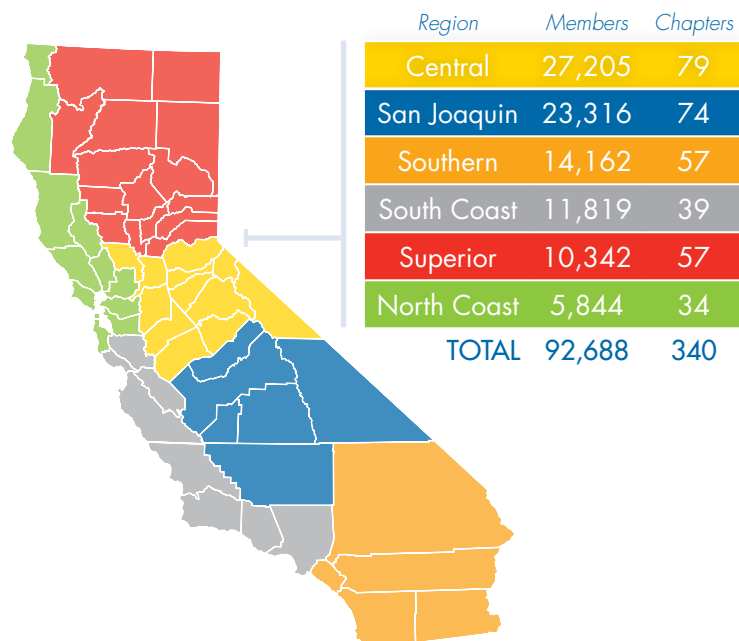 Region Members Chapters
Central 27,205 79
San Joaquin 23,316 74
Southern 14,162 57
South Coast 11,819 39
Superior 10,342 57
North Coast 5,844 34
TOTAL 92,688 340